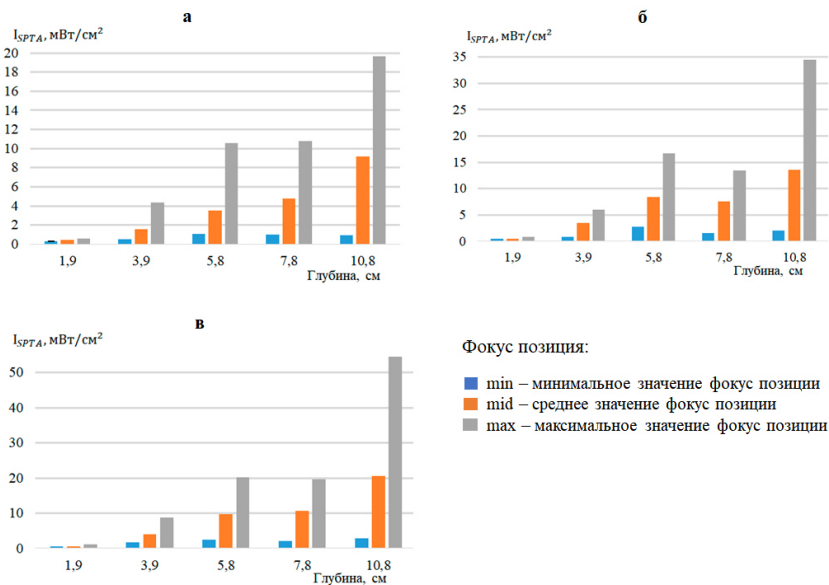 а
I_SPTA, мВт/см²
20
18
16
14
12
10
8
6
4
2
0
1,9 3,9 5,8 7,8 10,8
Глубина, см
б
I_SPTA, мВт/см²
35
30
25
20
15
10
5
0
1,9 3,9 5,8 7,8 10,8
Глубина, см
в
I_SPTA, мВт/см²
50
40
30
20
10
0
1,9 3,9 5,8 7,8 10,8
Глубина, см
Фокус позиция:
min – минимальное значение фокус позиции
mid – среднее значение фокус позиции
max – максимальное значение фокус позиции